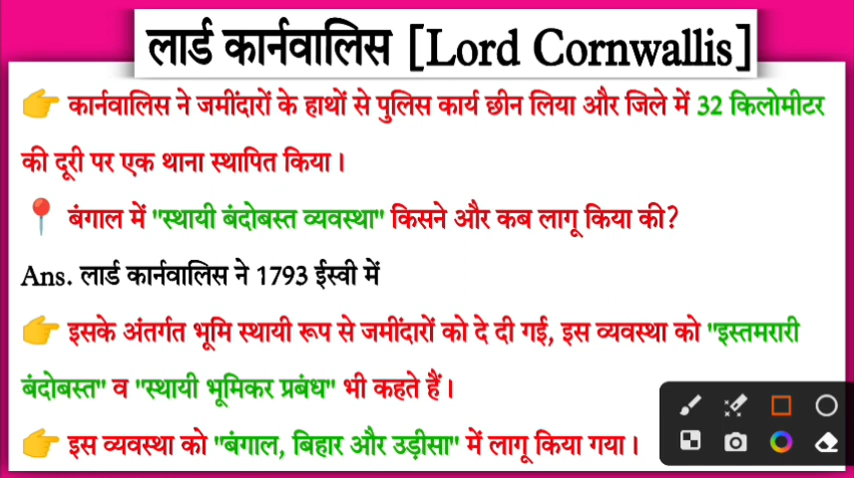 लार्ड कार्नवालिस [Lord Cornwallis]
कार्नवालिस ने जमींदारों के हाथों से पुलिस कार्य छीन लिया और जिले में 32 किलोमीटर
की दूरी पर एक थाना स्थापित किया।
बंगाल में "स्थायी बंदोबस्त व्यवस्था" किसने और कब लागू किया की?
Ans. लार्ड कार्नवालिस ने 1793 ईस्वी में
इसके अंतर्गत भूमि स्थायी रूप से जमींदारों को दे दी गई, इस व्यवस्था को "इस्तमरारी
बंदोबस्त" व "स्थायी भूमिकर प्रबंध" भी कहते हैं।
इस व्यवस्था को "बंगाल, बिहार और उड़ीसा" में लागू किया गया।